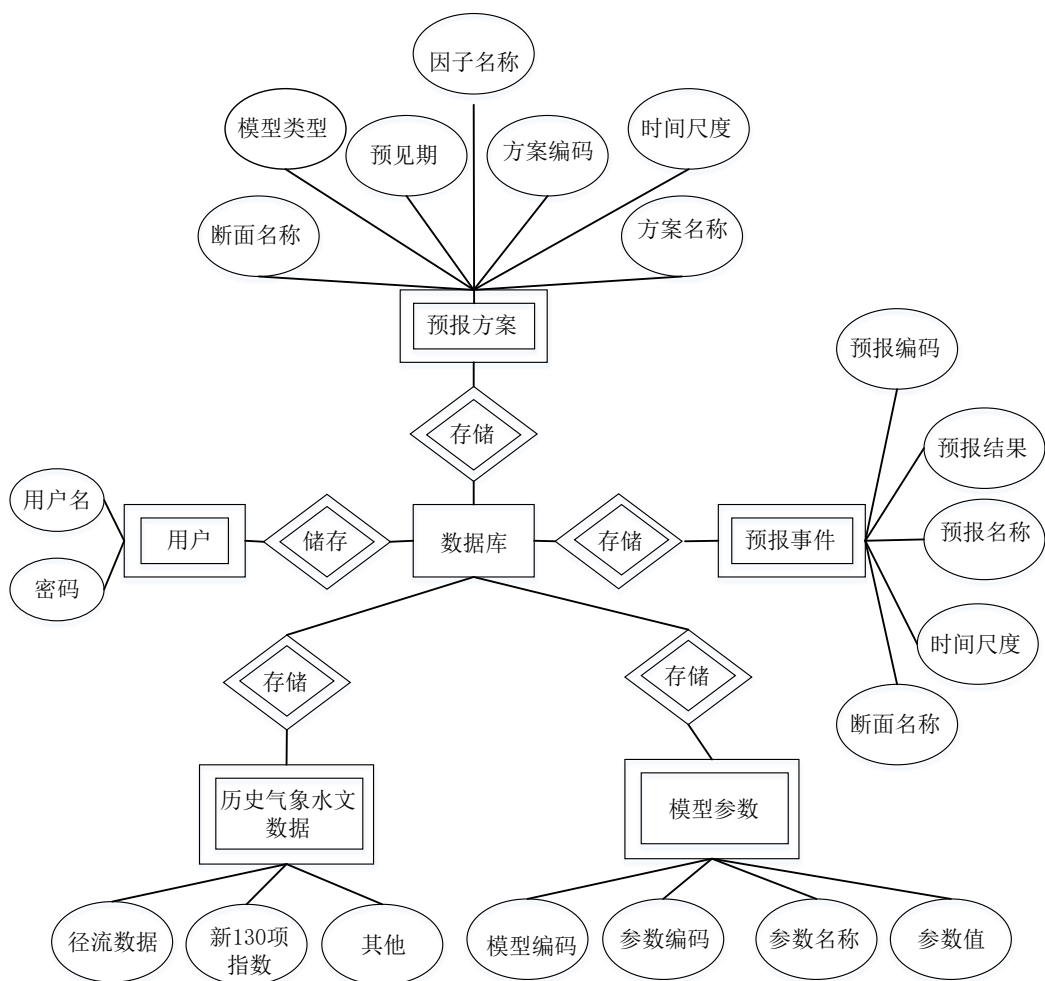 因子名称
模型类型
预见期
方案编码
时间尺度
断面名称
方案名称
预报方案
预报编码
存储
预报结果
用户名
用户
储存
数据库
存储
预报事件
预报名称
密码
时间尺度
存储
存储
断面名称
历史气象水文
数据
模型参数
径流数据
新130项
指数
其他
模型编码
参数编码
参数名称
参数值